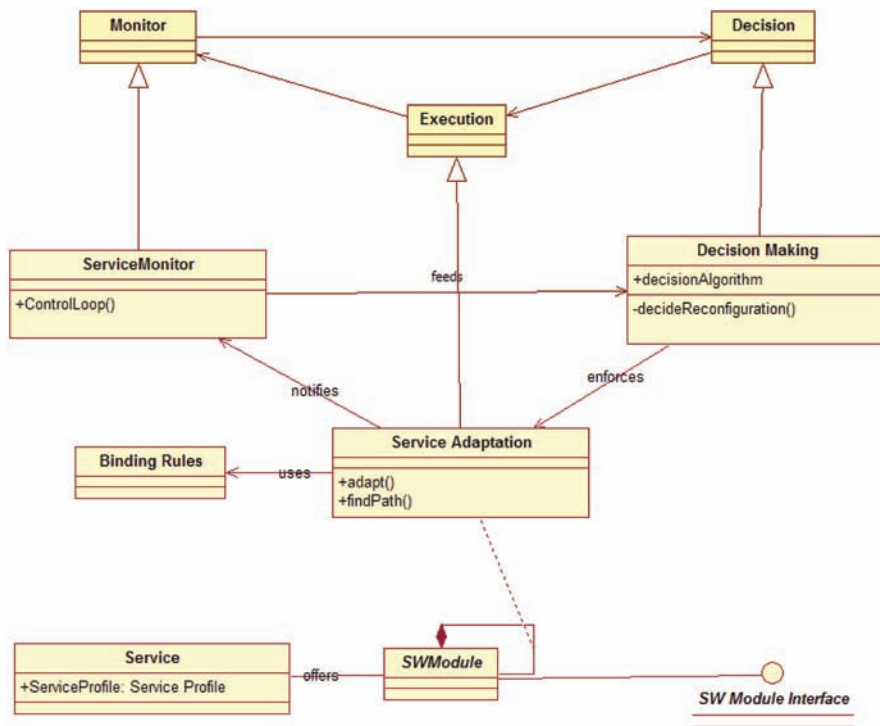 Monitor
Decision
Execution
ServiceMonitor
+ControlLoop()
feeds
Decision Making
+decisionAlgorithm
-decideReconfiguration()
notifies
enforces
Binding Rules
uses
Service Adaptation
+adapt()
+findPath()
Service
+ServiceProfile: Service Profile
offers
SWModule
SW Module Interface